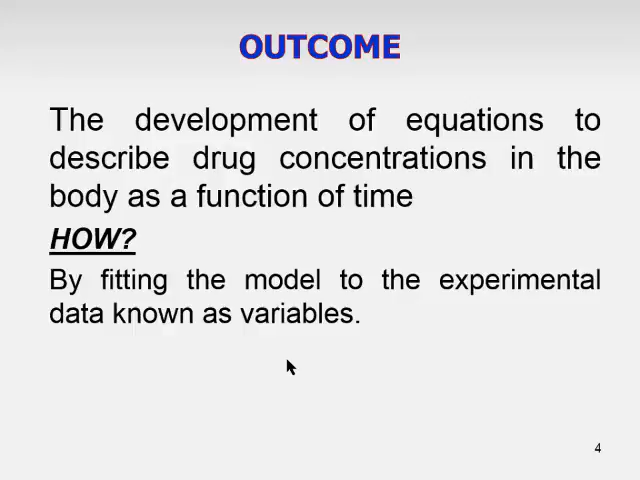 OUTCOME
The development of equations to
describe drug concentrations in the
body as a function of time
HOW?
By fitting the model to the experimental
data known as variables.
4